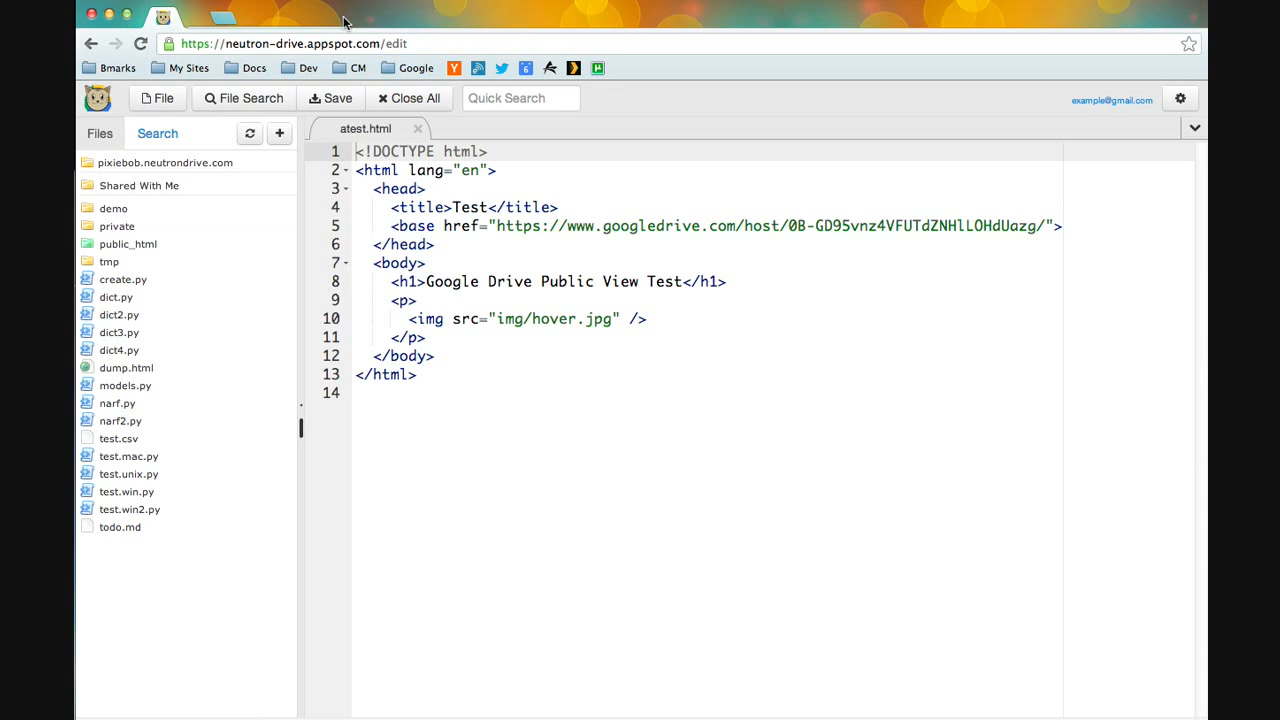 https://neutron-drive.appspot.com/edit
Bmarks My Sites Docs Dev CM Google
File File Search Save Close All Quick Search example@gmail.com
Files Search
atest.html
pixiebob.neutrondrive.com
Shared With Me
demo
private
public_html
tmp
create.py
dict.py
dict2.py
dict3.py
dict4.py
dump.html
models.py
narf.py
narf2.py
test.csv
test.mac.py
test.unix.py
test.win.py
test.win2.py
todo.md
1 <!DOCTYPE html>
2 <html lang="en">
3 <head>
4 <title>Test</title>
5 <base href="https://www.googledrive.com/host/0B-GD95vnz4VFUTdZNHlLOHdUazg/">
6 </head>
7 <body>
8 <h1>Google Drive Public View Test</h1>
9 <p>
10 <img src="img/hover.jpg" />
11 </p>
12 </body>
13 </html>
14